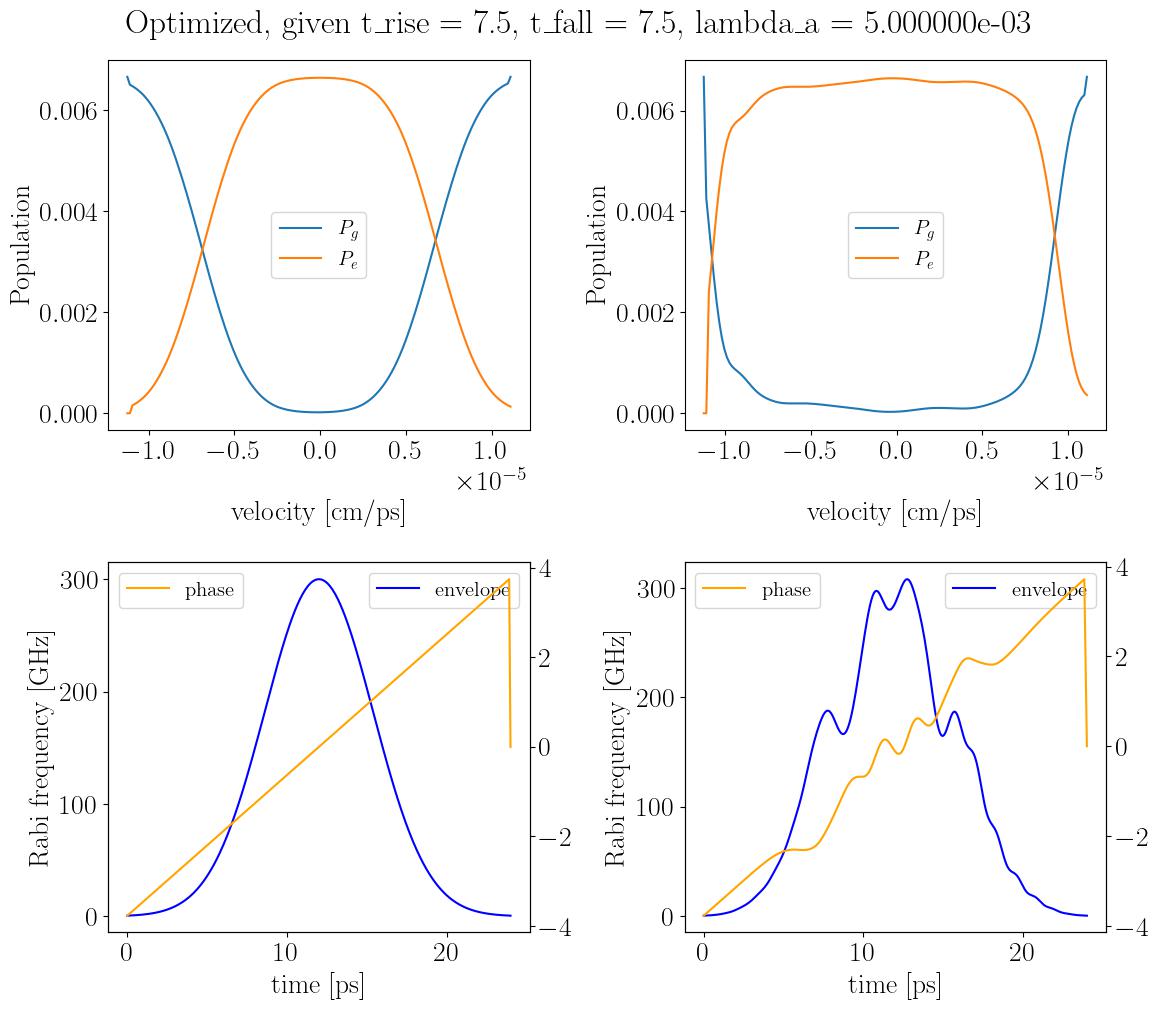 Optimized, given t_rise = 7.5, t_fall = 7.5, lambda_a = 5.000000e-03
0.006
0.004
0.002
0.000
Population
P_g
P_e
−1.0 −0.5 0.0 0.5 1.0
×10^−5
velocity [cm/ps]
0.006
0.004
0.002
0.000
Population
P_g
P_e
−1.0 −0.5 0.0 0.5 1.0
×10^−5
velocity [cm/ps]
300
200
100
0
Rabi frequency [GHz]
phase
envelope
4
2
0
−2
−4
0 10 20
time [ps]
300
200
100
0
Rabi frequency [GHz]
phase
envelope
4
2
0
−2
−4
0 10 20
time [ps]